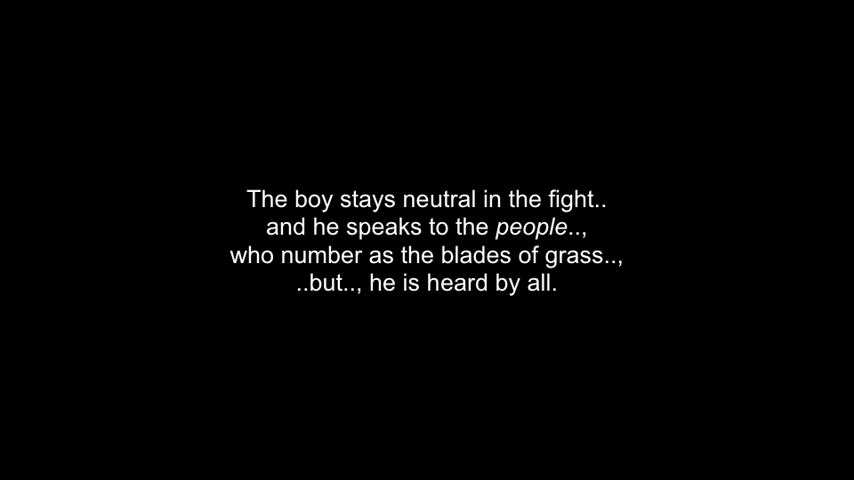 The boy stays neutral in the fight..
and he speaks to the people..,
who number as the blades of grass..,
..but.., he is heard by all.